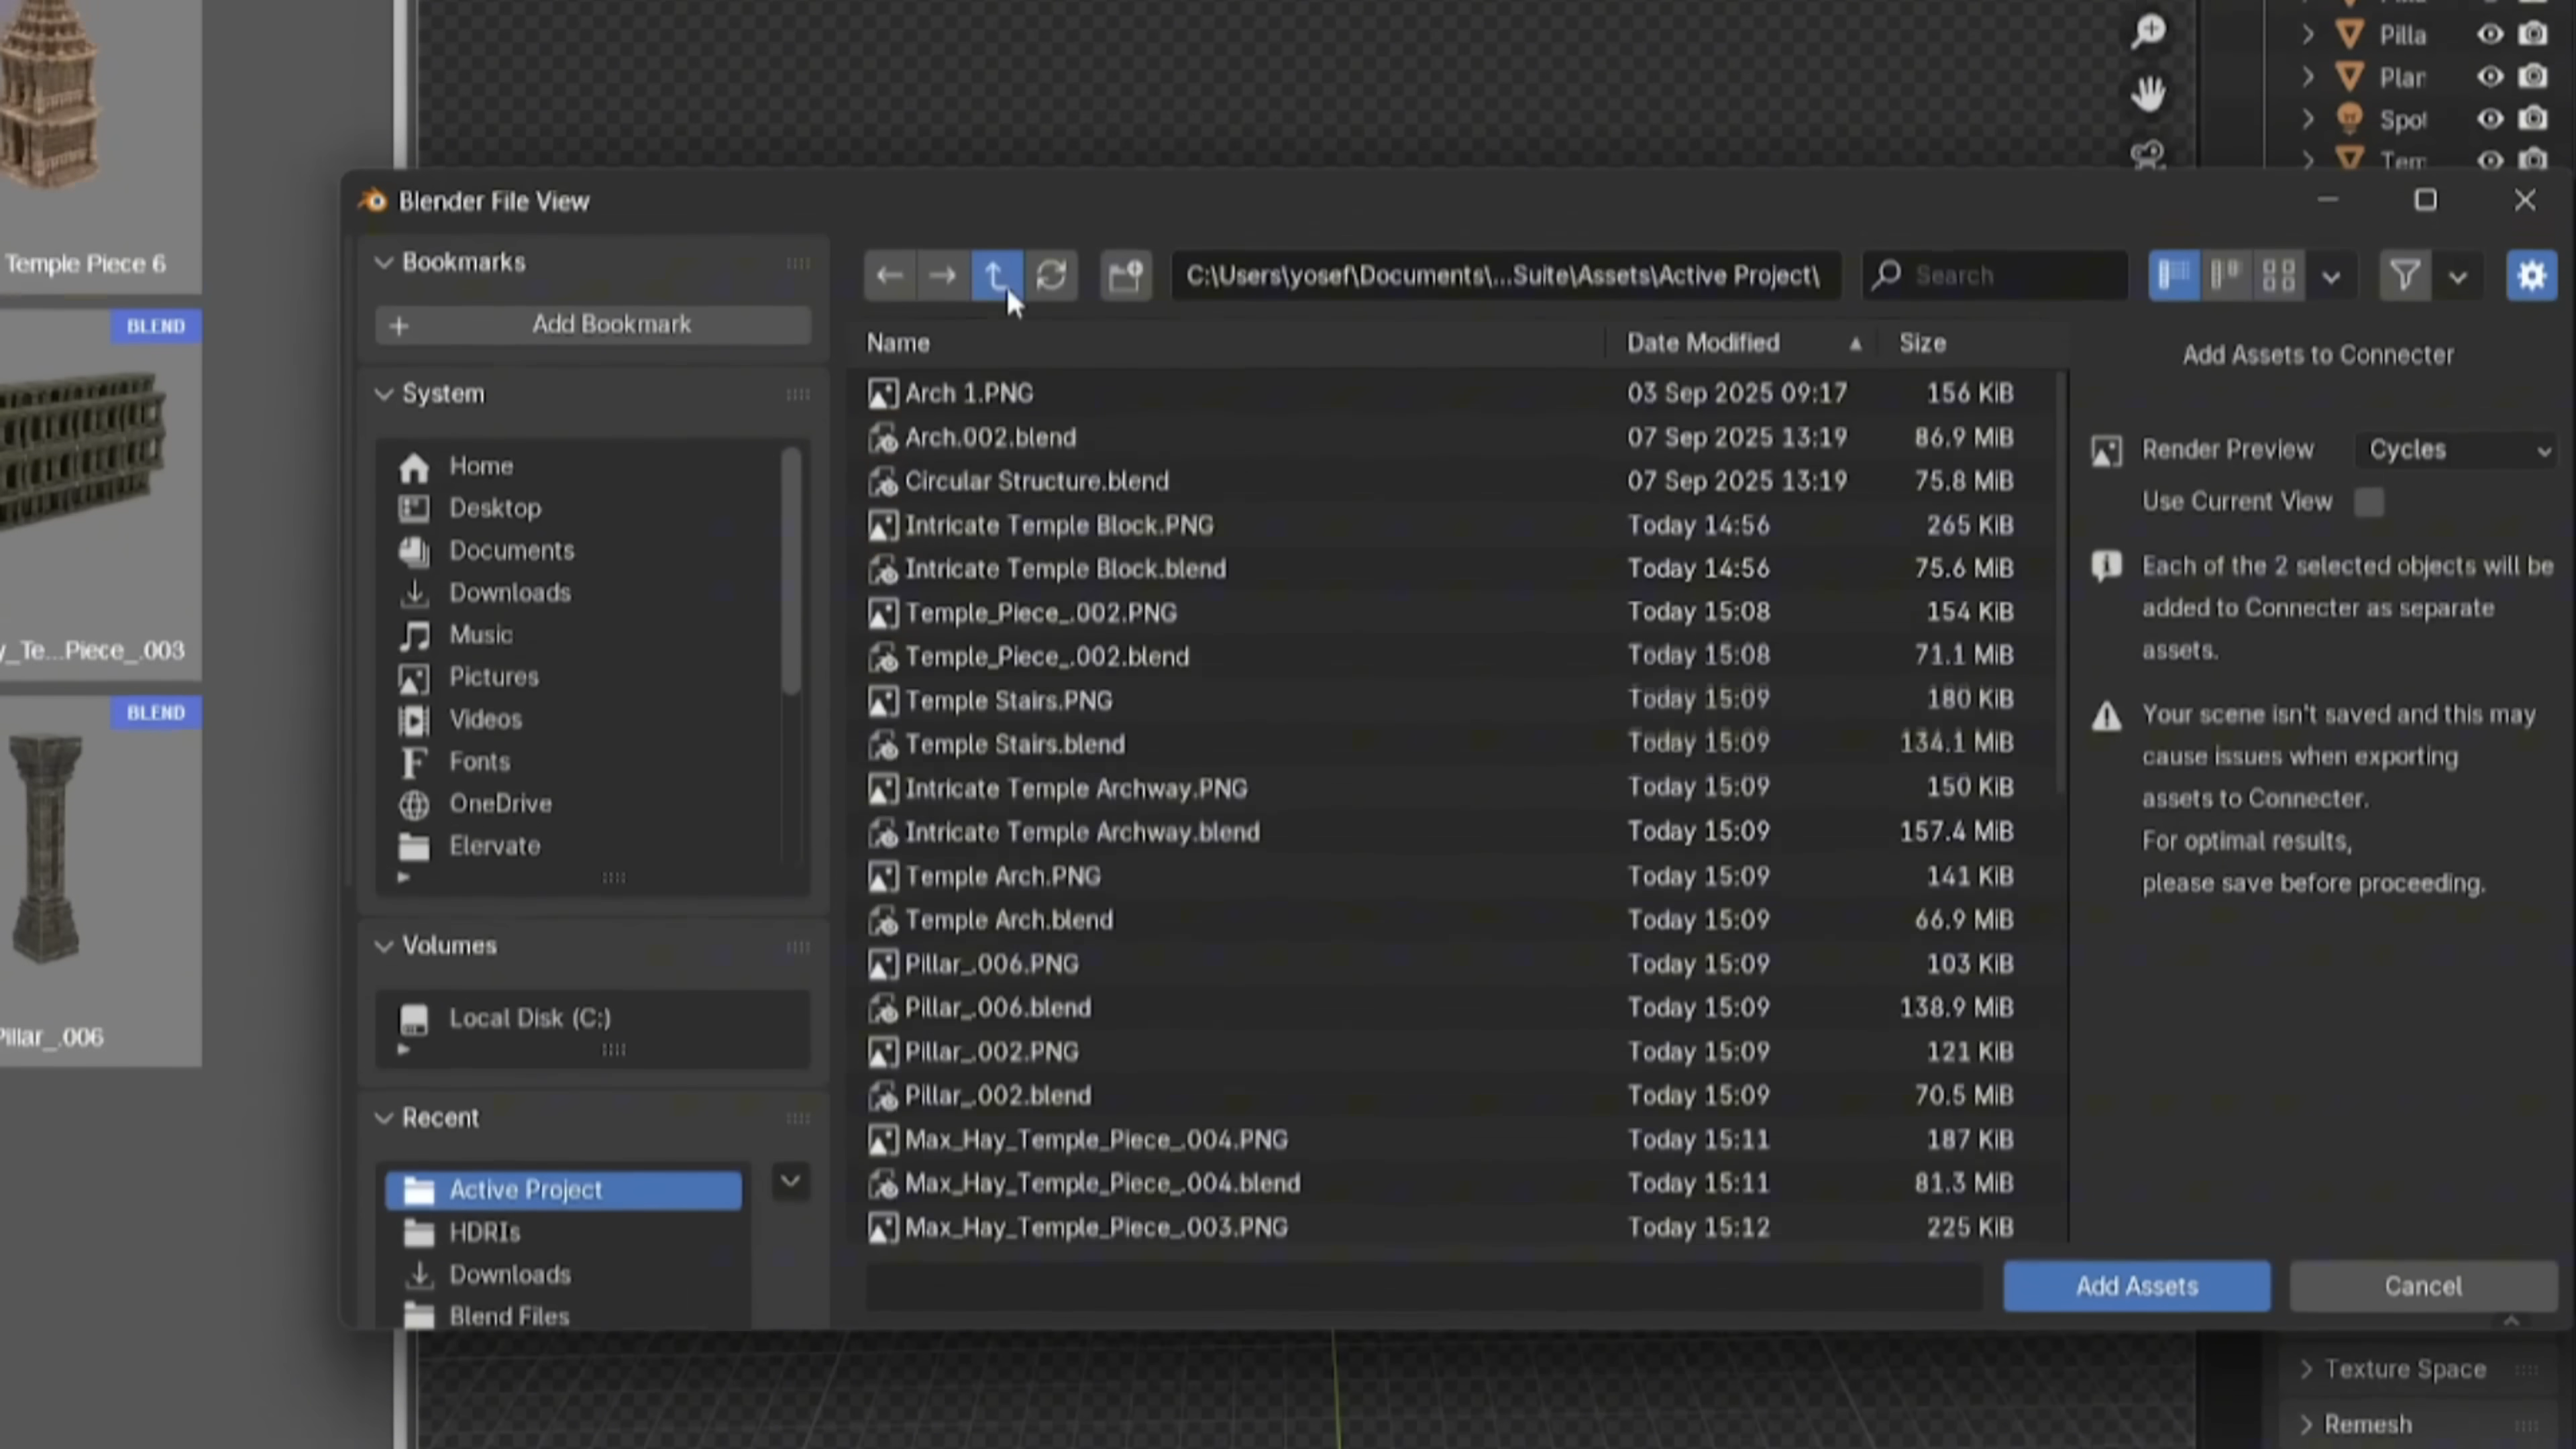 Temple Piece 6
BLEND
y_Te...Piece_.003
BLEND
Pillar_.006
Pilla
Plan
Spot
Blender File View
Bookmarks
Add Bookmark
System
Home
Desktop
Documents
Downloads
Music
Pictures
Videos
Fonts
OneDrive
Elervate
Volumes
Local Disk (C:)
Recent
Active Project
HDRIs
Downloads
Blend Files
C:\Users\yosef\Documents\...Suite\Assets\Active Project\
Search
Name Date Modified Size
Arch 1.PNG 03 Sep 2025 09:17 156 KiB
Arch.002.blend 07 Sep 2025 13:19 86.9 MiB
Circular Structure.blend 07 Sep 2025 13:19 75.8 MiB
Intricate Temple Block.PNG Today 14:56 265 KiB
Intricate Temple Block.blend Today 14:56 75.6 MiB
Temple_Piece_.002.PNG Today 15:08 154 KiB
Temple_Piece_.002.blend Today 15:08 71.1 MiB
Temple Stairs.PNG Today 15:09 180 KiB
Temple Stairs.blend Today 15:09 134.1 MiB
Intricate Temple Archway.PNG Today 15:09 150 KiB
Intricate Temple Archway.blend Today 15:09 157.4 MiB
Temple Arch.PNG Today 15:09 141 KiB
Temple Arch.blend Today 15:09 66.9 MiB
Pillar_.006.PNG Today 15:09 103 KiB
Pillar_.006.blend Today 15:09 138.9 MiB
Pillar_.002.PNG Today 15:09 121 KiB
Pillar_.002.blend Today 15:09 70.5 MiB
Max_Hay_Temple_Piece_.004.PNG Today 15:11 187 KiB
Max_Hay_Temple_Piece_.004.blend Today 15:11 81.3 MiB
Max_Hay_Temple_Piece_.003.PNG Today 15:12 225 KiB
Add Assets to Connecter
Render Preview Cycles
Use Current View
Each of the 2 selected objects will be
added to Connecter as separate
assets.
Your scene isn't saved and this may
cause issues when exporting
assets to Connecter.
For optimal results,
please save before proceeding.
Add Assets
Cancel
Texture Space
Remesh